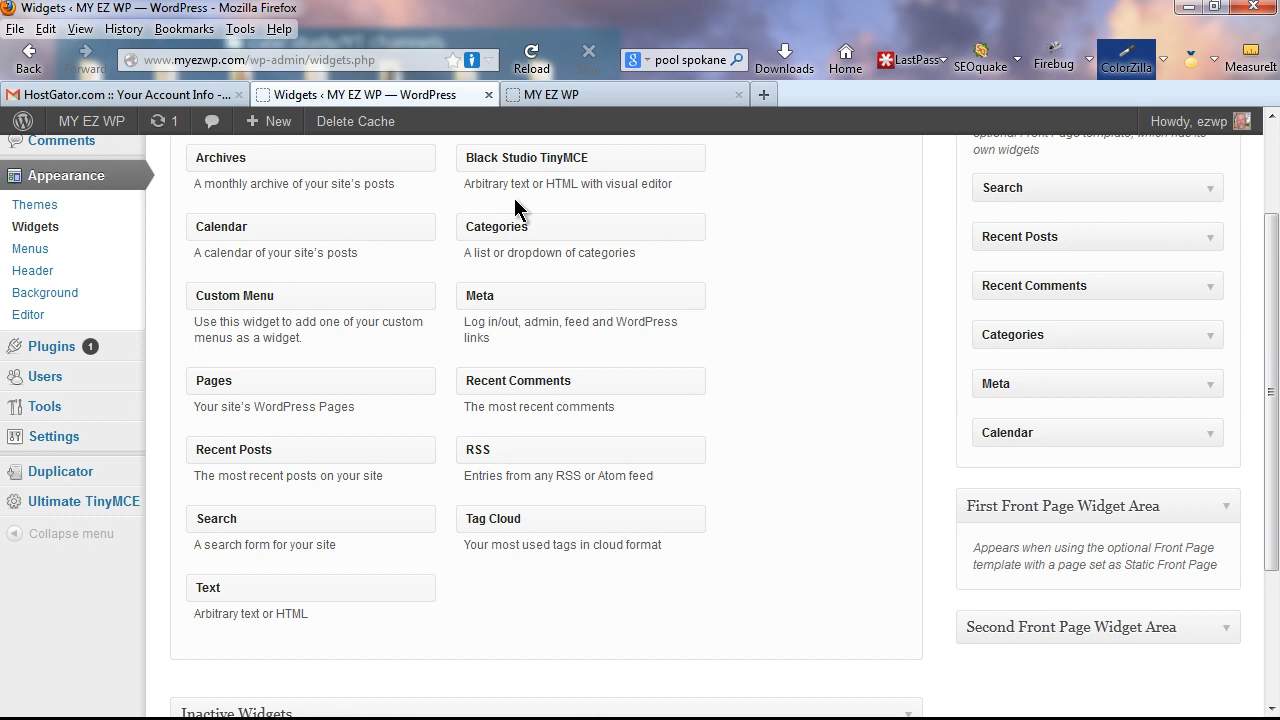 Widgets ‹ MY EZ WP — WordPress - Mozilla Firefox
File Edit View History Bookmarks Tools Help
Back Forward www.myezwp.com/wp-admin/widgets.php Reload pool spokane Downloads Home LastPass SEOquake Firebug ColorZilla MeasureIt
HostGator.com :: Your Account Info -... Widgets ‹ MY EZ WP — WordPress MY EZ WP
MY EZ WP 1 New Delete Cache Howdy, ezwp
Comments
Appearance
Themes
Widgets
Menus
Header
Background
Editor
Plugins 1
Users
Tools
Settings
Duplicator
Ultimate TinyMCE
Collapse menu
Archives
A monthly archive of your site's posts
Black Studio TinyMCE
Arbitrary text or HTML with visual editor
Calendar
A calendar of your site's posts
Categories
A list or dropdown of categories
Custom Menu
Use this widget to add one of your custom
menus as a widget.
Meta
Log in/out, admin, feed and WordPress
links
Pages
Your site's WordPress Pages
Recent Comments
The most recent comments
Recent Posts
The most recent posts on your site
RSS
Entries from any RSS or Atom feed
Search
A search form for your site
Tag Cloud
Your most used tags in cloud format
Text
Arbitrary text or HTML
Inactive Widgets
optional Front Page template, which has its
own widgets
Search
Recent Posts
Recent Comments
Categories
Meta
Calendar
First Front Page Widget Area
Appears when using the optional Front Page
template with a page set as Static Front Page
Second Front Page Widget Area